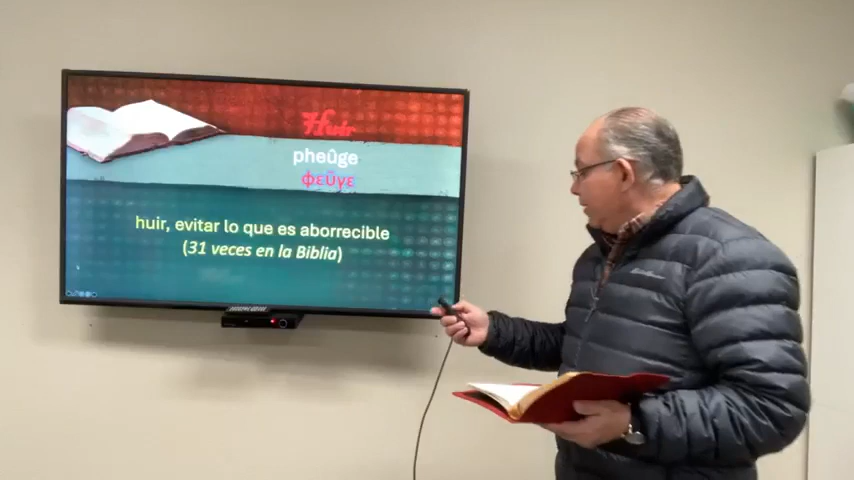 Huir
pheûge
φεῦγε
huir, evitar lo que es aborrecible
(31 veces en la Biblia)